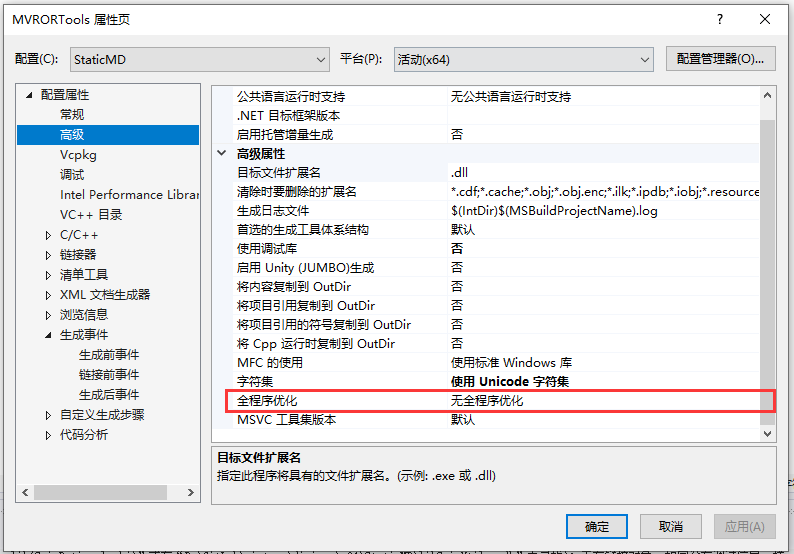 MVRORTools 属性页
?
配置(C):
StaticMD
平台(P):
活动(x64)
配置管理器(O)...
配置属性
常规
高级
Vcpkg
调试
Intel Performance Librar
VC++ 目录
C/C++
链接器
清单工具
XML 文档生成器
浏览信息
生成事件
生成前事件
链接前事件
生成后事件
自定义生成步骤
代码分析
公共语言运行时支持 无公共语言运行时支持
.NET 目标框架版本
启用托管增量生成 否
高级属性
目标文件扩展名 .dll
清除时要删除的扩展名 *.cdf;*.cache;*.obj;*.obj.enc;*.ilk;*.ipdb;*.iobj;*.resource
生成日志文件 $(IntDir)$(MSBuildProjectName).log
首选的生成工具体系结构 默认
使用调试库 否
启用 Unity (JUMBO)生成 否
将内容复制到 OutDir 否
将项目引用复制到 OutDir 否
将项目引用的符号复制到 OutDir 否
将 Cpp 运行时复制到 OutDir 否
MFC 的使用 使用标准 Windows 库
字符集 使用 Unicode 字符集
全程序优化 无全程序优化
MSVC 工具集版本 默认
目标文件扩展名
指定此程序将具有的文件扩展名。(示例: .exe 或 .dll)
确定
取消
应用(A)